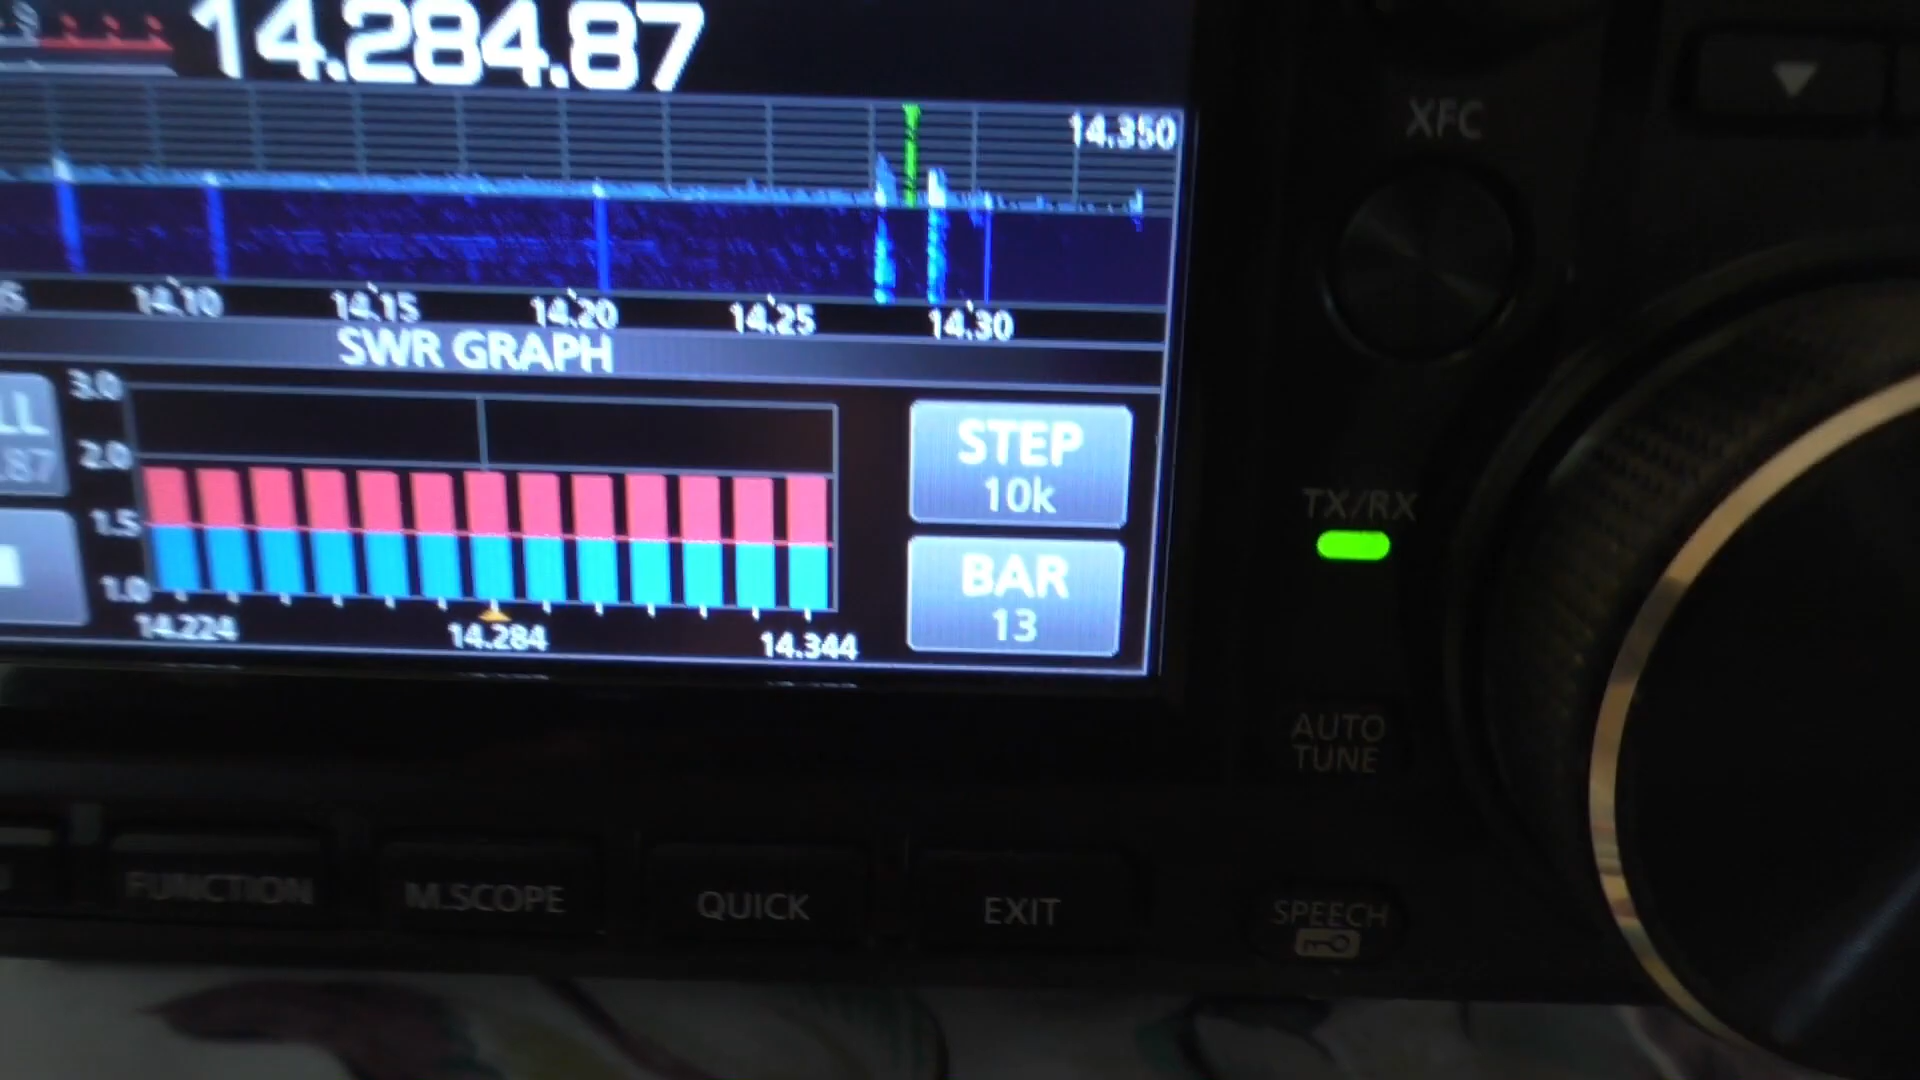 14.284.87
14.350
14.10 14.15 14.20 14.25 14.30
SWR GRAPH
3.0
2.0
1.5
1.0
14.224 14.284 14.344
.87
STEP
10k
BAR
13
XFC
TX/RX
AUTO
TUNE
FUNCTION
M.SCOPE
QUICK
EXIT
SPEECH